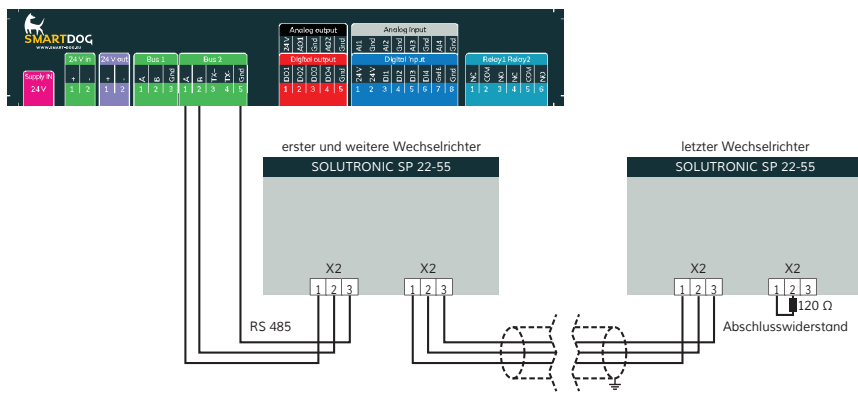 SMARTDOG
WWW.SMART-DOG.EU
Analog output
Analog input
24V AO1 Gnd AO2 Gnd
AI1 Gnd AI2 Gnd AI3 Gnd AI4 Gnd
24 V in
24 V out
Bus 1
Bus 2
Digital output
Digital Input
Relay1 Relay2
Supply IN
24 V
+ -
+ -
A B Gnd
A B TX+ TX- Gnd
DO1 DO2 DO3 DO4 Gnd
24 V 24 V DI1 DI2 DI3 DI4 Gnd
NC COM NO NC COM NO
1 2
1 2
1 2 3
1 2 3 4 5
1 2 3 4 5
1 2 3 4 5 6 7 8
1 2 3 4 5 6
erster und weitere Wechselrichter
letzter Wechselrichter
SOLUTRONIC SP 22-55
SOLUTRONIC SP 22-55
X2
X2
X2
X2
1 2 3
1 2 3
1 2 3
1 2 3
120 Ω
RS 485
Abschlusswiderstand